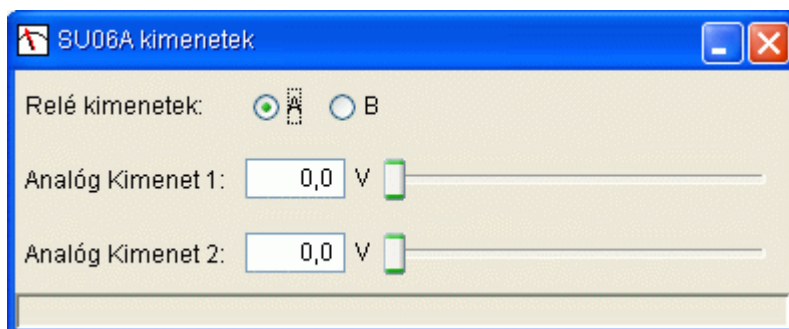 SU06A kimenetek
Relé kimenetek: A B
Analóg Kimenet 1: 0,0 V
Analóg Kimenet 2: 0,0 V